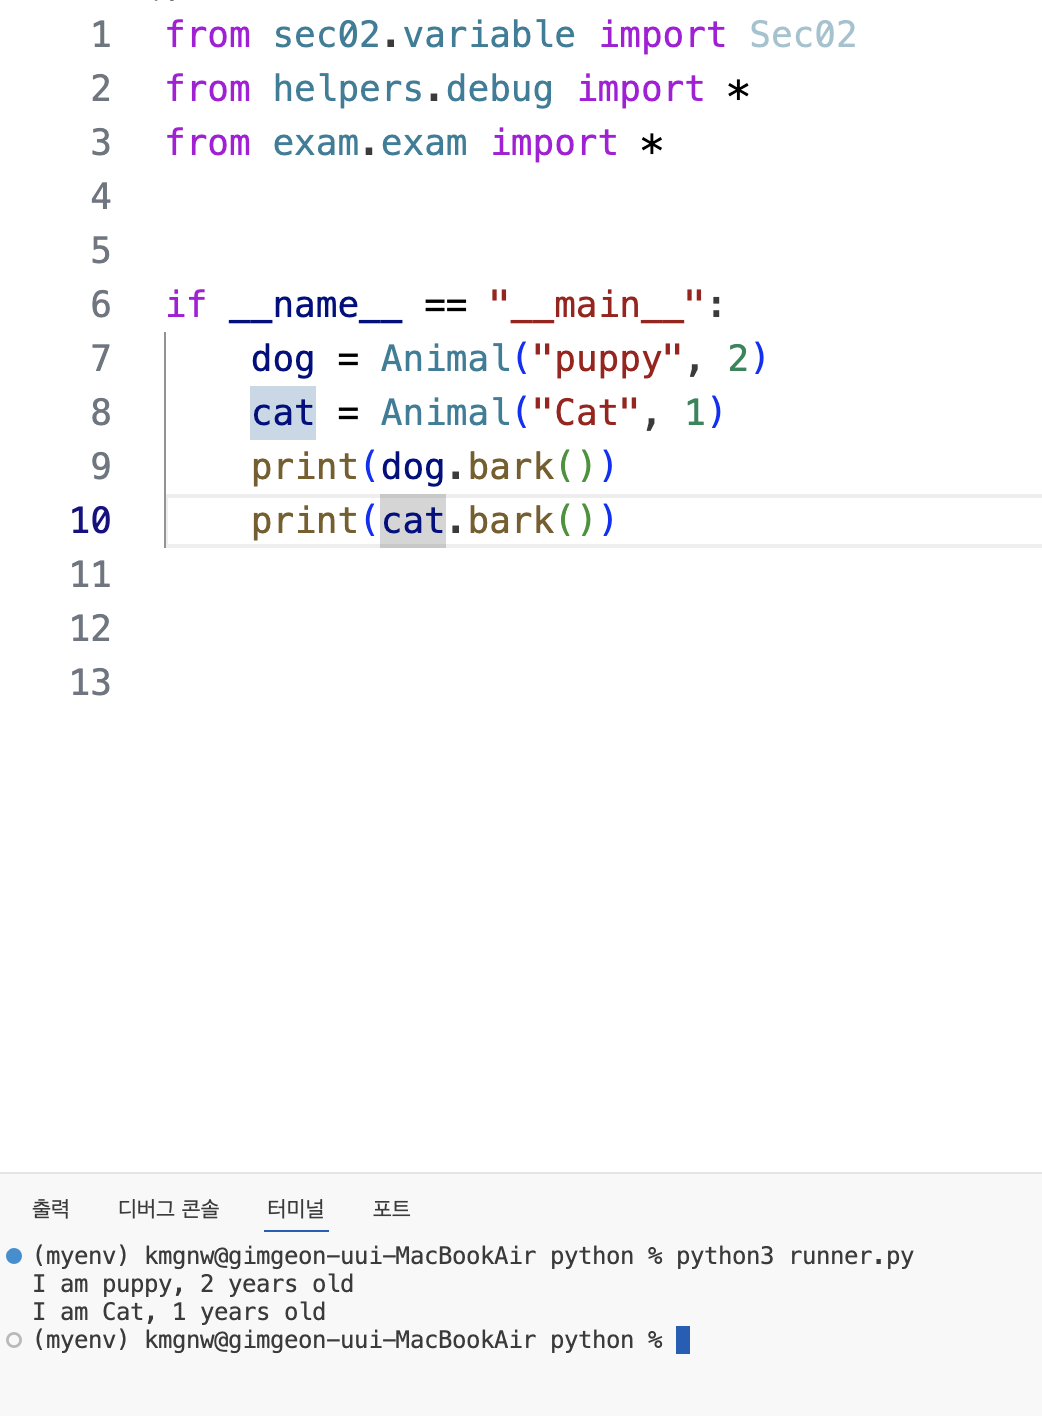 1 from sec02.variable import Sec02
2 from helpers.debug import *
3 from exam.exam import *
4
5
6 if __name__ == "__main__":
7     dog = Animal("puppy", 2)
8     cat = Animal("Cat", 1)
9     print(dog.bark())
10     print(cat.bark())
11
12
13
출력 디버그 콘솔 터미널 포트
(myenv) kmgnw@gimgeon-uui-MacBookAir python % python3 runner.py
I am puppy, 2 years old
I am Cat, 1 years old
(myenv) kmgnw@gimgeon-uui-MacBookAir python %